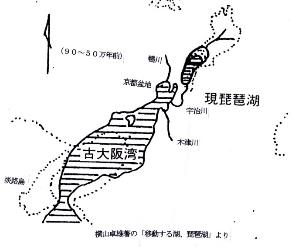 (90~30万年前)
鴨川
京都盆地
現琵琶湖
宇治川
古大阪湾
木津川
淡路島
横山卓雄著の「移動する湖、琵琶湖」より